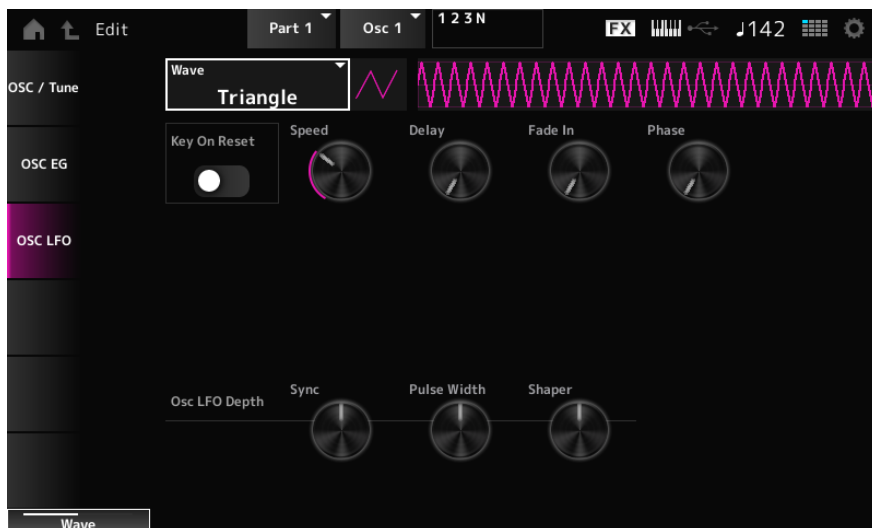 Edit
Part 1
Osc 1
1 2 3 N
FX
♩142
OSC / Tune
Wave
Triangle
Key On Reset
Speed
Delay
Fade In
Phase
OSC EG
OSC LFO
Osc LFO Depth
Sync
Pulse Width
Shaper
Wave